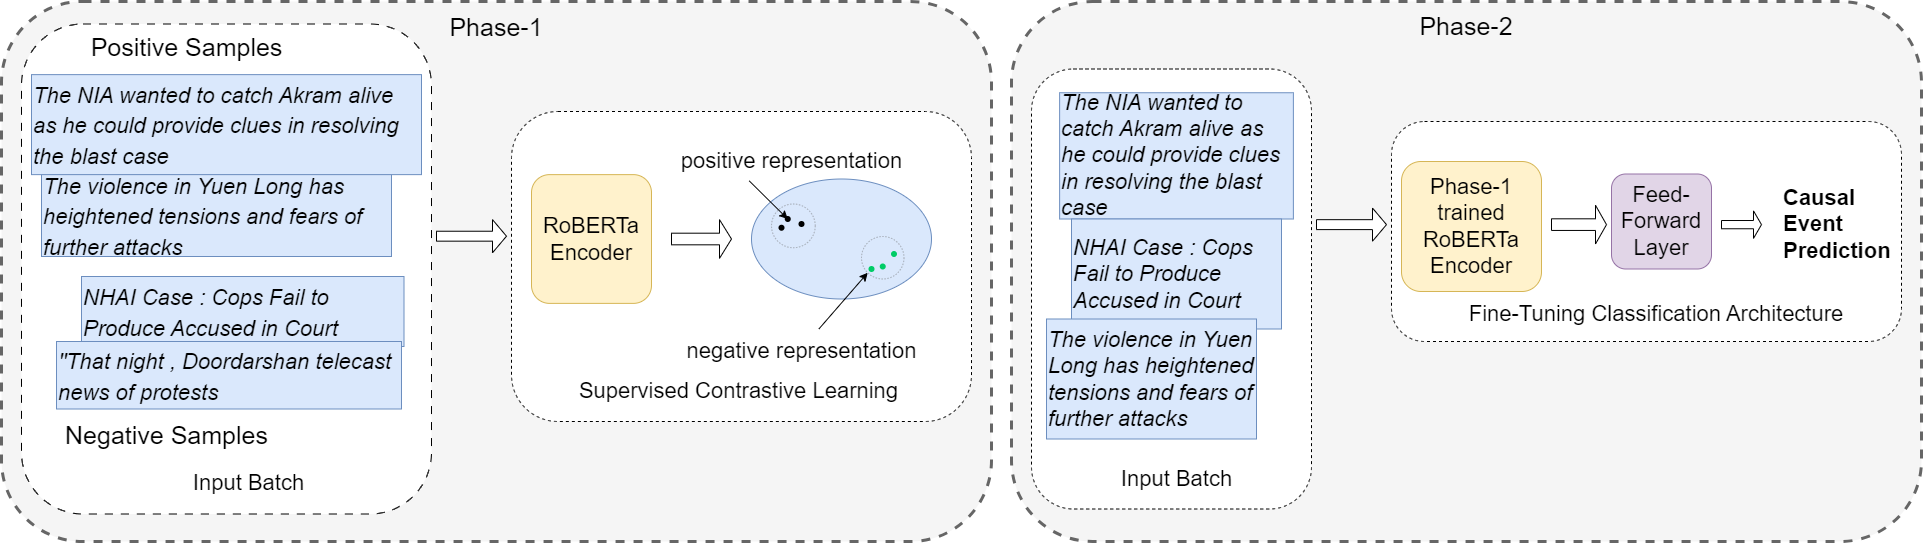 Phase-1
Positive Samples
The NIA wanted to catch Akram alive
as he could provide clues in resolving
the blast case
The violence in Yuen Long has
heightened tensions and fears of
further attacks
NHAI Case : Cops Fail to
Produce Accused in Court
"That night , Doordarshan telecast
news of protests
Negative Samples
Input Batch
RoBERTa
Encoder
positive representation
negative representation
Supervised Contrastive Learning
Phase-2
The NIA wanted to
catch Akram alive as
he could provide clues
in resolving the blast
case
NHAI Case : Cops
Fail to Produce
Accused in Court
The violence in Yuen
Long has heightened
tensions and fears of
further attacks
Input Batch
Phase-1
trained
RoBERTa
Encoder
Feed-
Forward
Layer
Causal
Event
Prediction
Fine-Tuning Classification Architecture